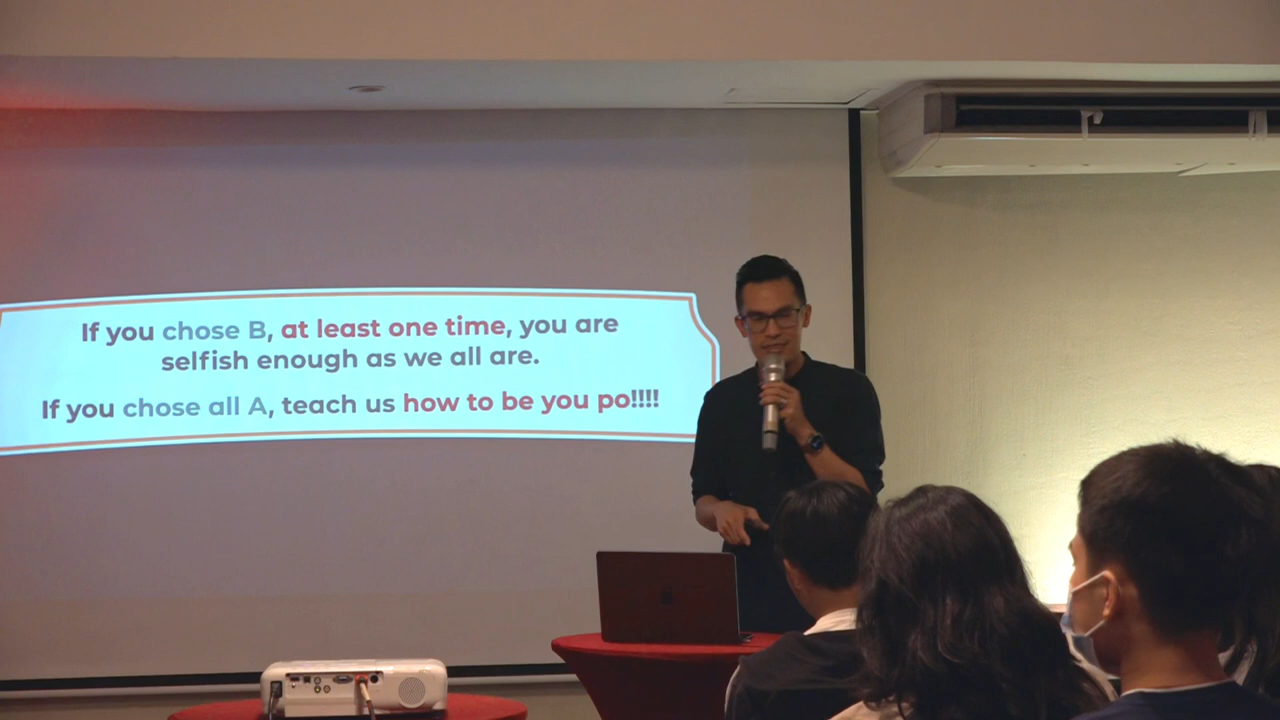 If you chose B, at least one time, you are
selfish enough as we all are.
If you chose all A, teach us how to be you po!!!!